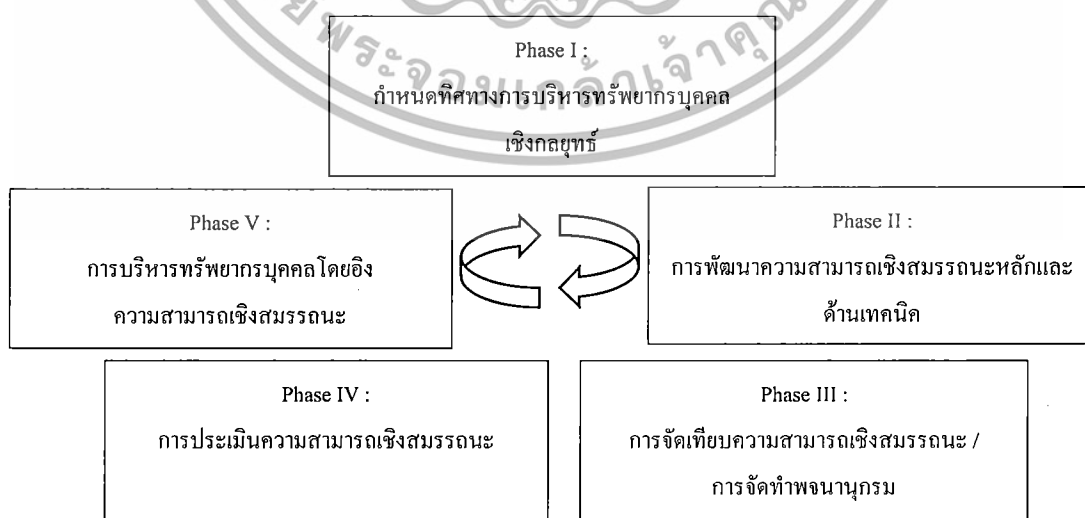 Phase I :
กำหนดทิศทางการบริหารทรัพยากรบุคคล
เชิงกลยุทธ์
Phase V :
การบริหารทรัพยากรบุคคลโดยอิง
ความสามารถเชิงสมรรถนะ
Phase II :
การพัฒนาความสามารถเชิงสมรรถนะหลักและ
ด้านเทคนิค
Phase IV :
การประเมินความสามารถเชิงสมรรถนะ
Phase III :
การจัดเทียบความสามารถเชิงสมรรถนะ /
การจัดทำพจนานุกรม